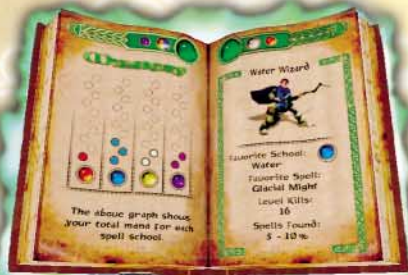 The above graph shows
your total mana for each
spell school.
Water Wizard
Favorite School:
Water
Favorite Spell:
Glacial Might
Level Kills:
16
Spells Found:
5 - 10 %